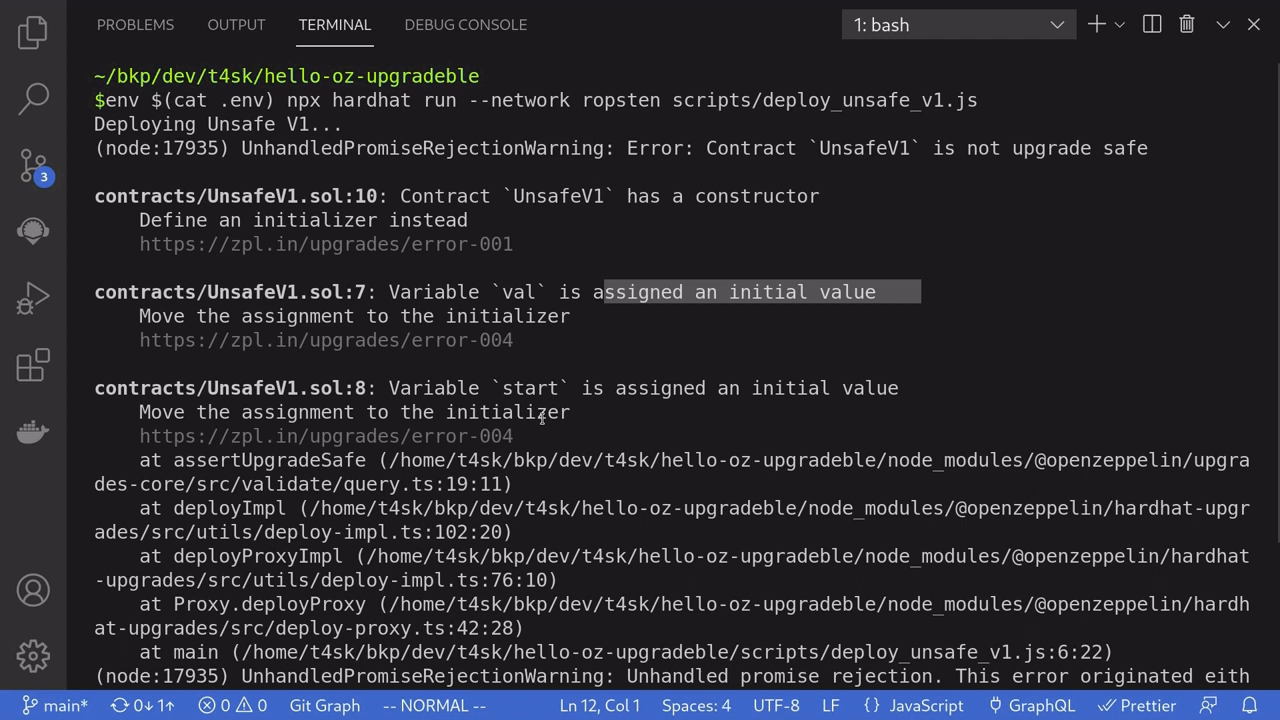 PROBLEMS OUTPUT TERMINAL DEBUG CONSOLE 1: bash
~/bkp/dev/t4sk/hello-oz-upgradeble
$env $(cat .env) npx hardhat run --network ropsten scripts/deploy_unsafe_v1.js
Deploying Unsafe V1...
(node:17935) UnhandledPromiseRejectionWarning: Error: Contract `UnsafeV1` is not upgrade safe
contracts/UnsafeV1.sol:10: Contract `UnsafeV1` has a constructor
Define an initializer instead
https://zpl.in/upgrades/error-001
contracts/UnsafeV1.sol:7: Variable `val` is assigned an initial value
Move the assignment to the initializer
https://zpl.in/upgrades/error-004
contracts/UnsafeV1.sol:8: Variable `start` is assigned an initial value
Move the assignment to the initializer
https://zpl.in/upgrades/error-004
at assertUpgradeSafe (/home/t4sk/bkp/dev/t4sk/hello-oz-upgradeble/node_modules/@openzeppelin/upgra
des-core/src/validate/query.ts:19:11)
at deployImpl (/home/t4sk/bkp/dev/t4sk/hello-oz-upgradeble/node_modules/@openzeppelin/hardhat-upgr
ades/src/utils/deploy-impl.ts:102:20)
at deployProxyImpl (/home/t4sk/bkp/dev/t4sk/hello-oz-upgradeble/node_modules/@openzeppelin/hardhat
-upgrades/src/utils/deploy-impl.ts:76:10)
at Proxy.deployProxy (/home/t4sk/bkp/dev/t4sk/hello-oz-upgradeble/node_modules/@openzeppelin/hardh
at-upgrades/src/deploy-proxy.ts:42:28)
at main (/home/t4sk/bkp/dev/t4sk/hello-oz-upgradeble/scripts/deploy_unsafe_v1.js:6:22)
(node:17935) UnhandledPromiseRejectionWarning: Unhandled promise rejection. This error originated eith
3
main* 0↓ 1↑ 0 0 Git Graph -- NORMAL -- Ln 12, Col 1 Spaces: 4 UTF-8 LF {} JavaScript GraphQL Prettier